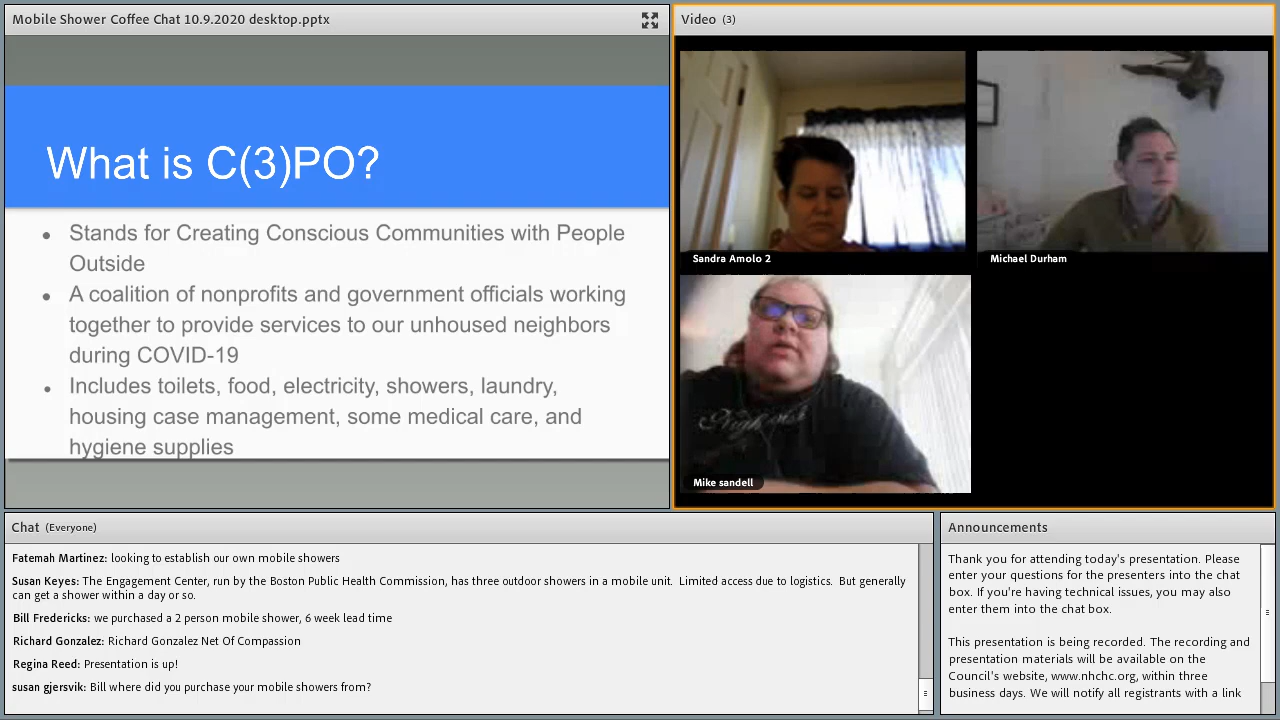 Mobile Shower Coffee Chat 10.9.2020 desktop.pptx
What is C(3)PO?
• Stands for Creating Conscious Communities with People
Outside
• A coalition of nonprofits and government officials working
together to provide services to our unhoused neighbors
during COVID-19
• Includes toilets, food, electricity, showers, laundry,
housing case management, some medical care, and
hygiene supplies
Video (3)
Sandra Amolo 2
Michael Durham
Mike sandell
Chat (Everyone)
Fatemah Martinez: looking to establish our own mobile showers
Susan Keyes: The Engagement Center, run by the Boston Public Health Commission, has three outdoor showers in a mobile unit. Limited access due to logistics. But generally
can get a shower within a day or so.
Bill Fredericks: we purchased a 2 person mobile shower, 6 week lead time
Richard Gonzalez: Richard Gonzalez Net Of Compassion
Regina Reed: Presentation is up!
susan gjersvik: Bill where did you purchase your mobile showers from?
Announcements
Thank you for attending today's presentation. Please
enter your questions for the presenters into the chat
box. If you're having technical issues, you may also
enter them into the chat box.
This presentation is being recorded. The recording and
presentation materials will be available on the
Council's website, www.nhchc.org, within three
business days. We will notify all registrants with a link